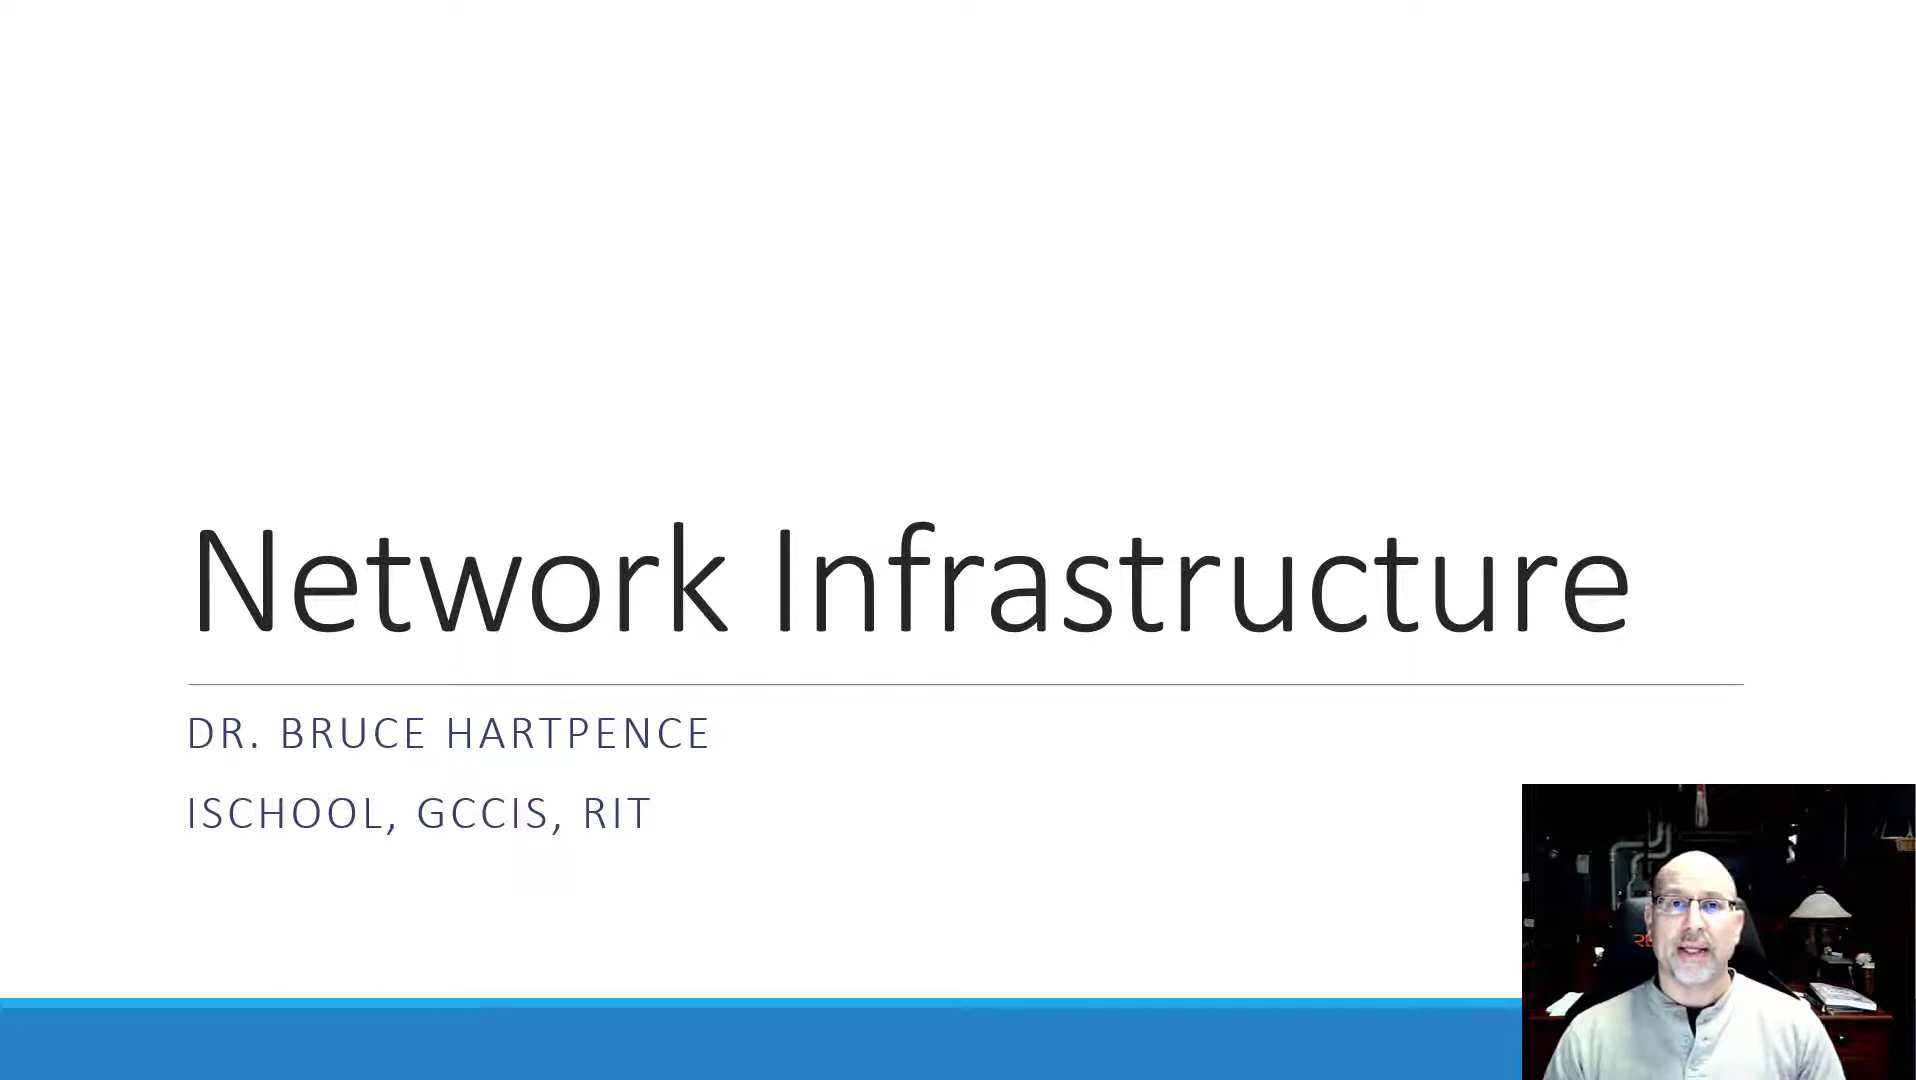 Network Infrastructure
DR. BRUCE HARTPENCE
ISCHOOL, GCCIS, RIT